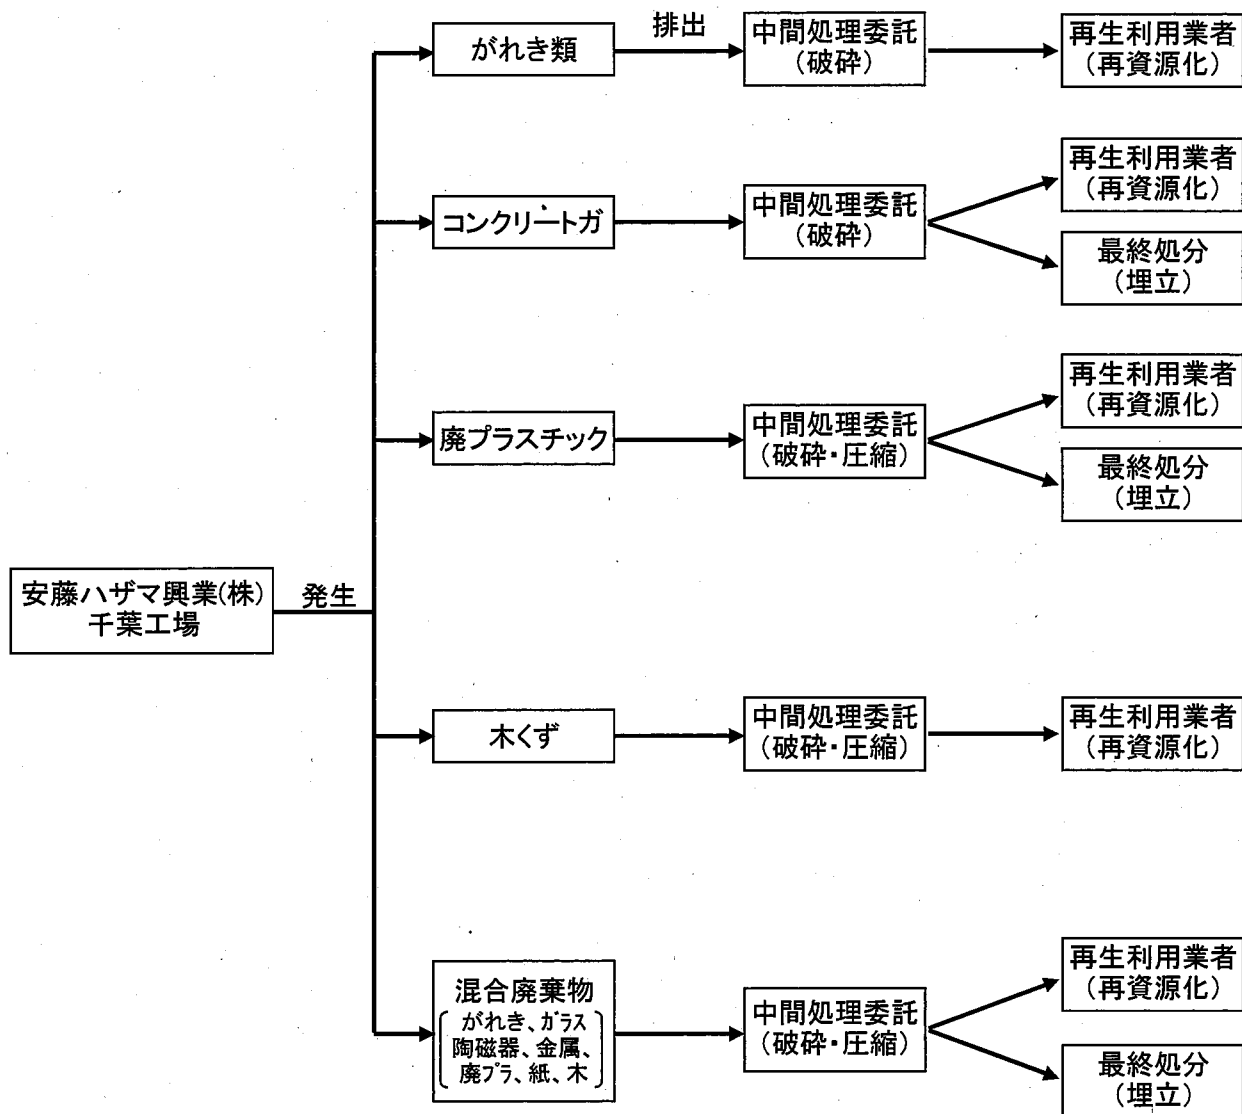 がれき類
排出
中間処理委託
(破砕)
再生利用業者
(再資源化)
コンクリートガ
中間処理委託
(破砕)
再生利用業者
(再資源化)
最終処分
(埋立)
廃プラスチック
中間処理委託
(破砕・圧縮)
再生利用業者
(再資源化)
最終処分
(埋立)
安藤ハザマ興業(株)
千葉工場
発生
木くず
中間処理委託
(破砕・圧縮)
再生利用業者
(再資源化)
混合廃棄物
がれき、ガラス
陶磁器、金属、
廃プラ、紙、木
中間処理委託
(破砕・圧縮)
再生利用業者
(再資源化)
最終処分
(埋立)